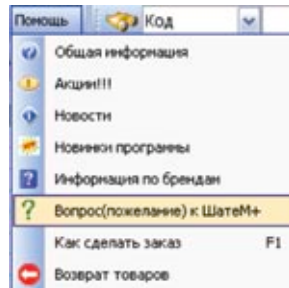 Помощь Код
Общая информация
Акции!!!
Новости
Новинки программы
Информация по брендам
Вопрос(пожелание) к ШатеМ+
Как сделать заказ F1
Возврат товаров